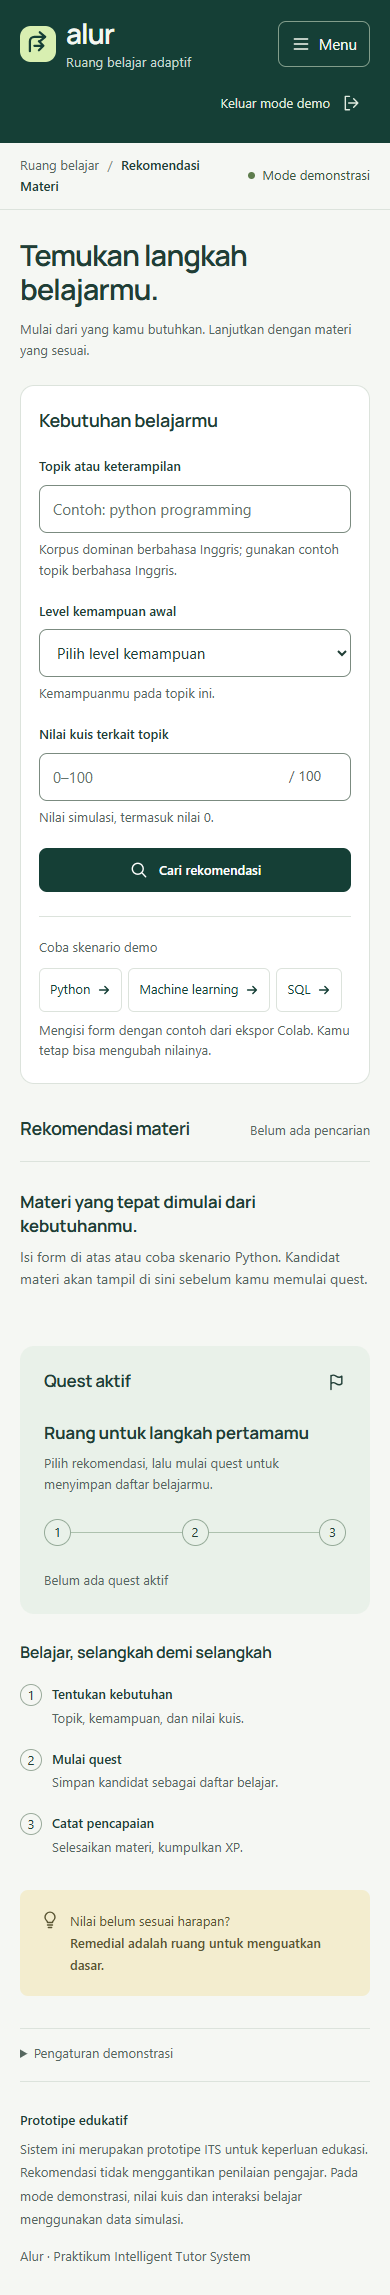 alur
Ruang belajar adaptif
Menu
Keluar mode demo
Ruang belajar / Rekomendasi
Materi
Mode demonstrasi
Temukan langkah
belajarmu.
Mulai dari yang kamu butuhkan. Lanjutkan dengan materi
yang sesuai.
Kebutuhan belajarmu
Topik atau keterampilan
Contoh: python programming
Korpus dominan berbahasa Inggris; gunakan contoh
topik berbahasa Inggris.
Level kemampuan awal
Pilih level kemampuan
Kemampuanmu pada topik ini.
Nilai kuis terkait topik
0–100 / 100
Nilai simulasi, termasuk nilai 0.
Cari rekomendasi
Coba skenario demo
Python → Machine learning → SQL →
Mengisi form dengan contoh dari ekspor Colab. Kamu
tetap bisa mengubah nilainya.
Rekomendasi materi
Belum ada pencarian
Materi yang tepat dimulai dari
kebutuhanmu.
Isi form di atas atau coba skenario Python. Kandidat
materi akan tampil di sini sebelum kamu memulai quest.
Quest aktif
Ruang untuk langkah pertamamu
Pilih rekomendasi, lalu mulai quest untuk
menyimpan daftar belajarmu.
1 2 3
Belum ada quest aktif
Belajar, selangkah demi selangkah
1 Tentukan kebutuhan
Topik, kemampuan, dan nilai kuis.
2 Mulai quest
Simpan kandidat sebagai daftar belajar.
3 Catat pencapaian
Selesaikan materi, kumpulkan XP.
Nilai belum sesuai harapan?
Remedial adalah ruang untuk menguatkan
dasar.
Pengaturan demonstrasi
Prototipe edukatif
Sistem ini merupakan prototipe ITS untuk keperluan edukasi.
Rekomendasi tidak menggantikan penilaian pengajar. Pada
mode demonstrasi, nilai kuis dan interaksi belajar
menggunakan data simulasi.
Alur · Praktikum Intelligent Tutor System